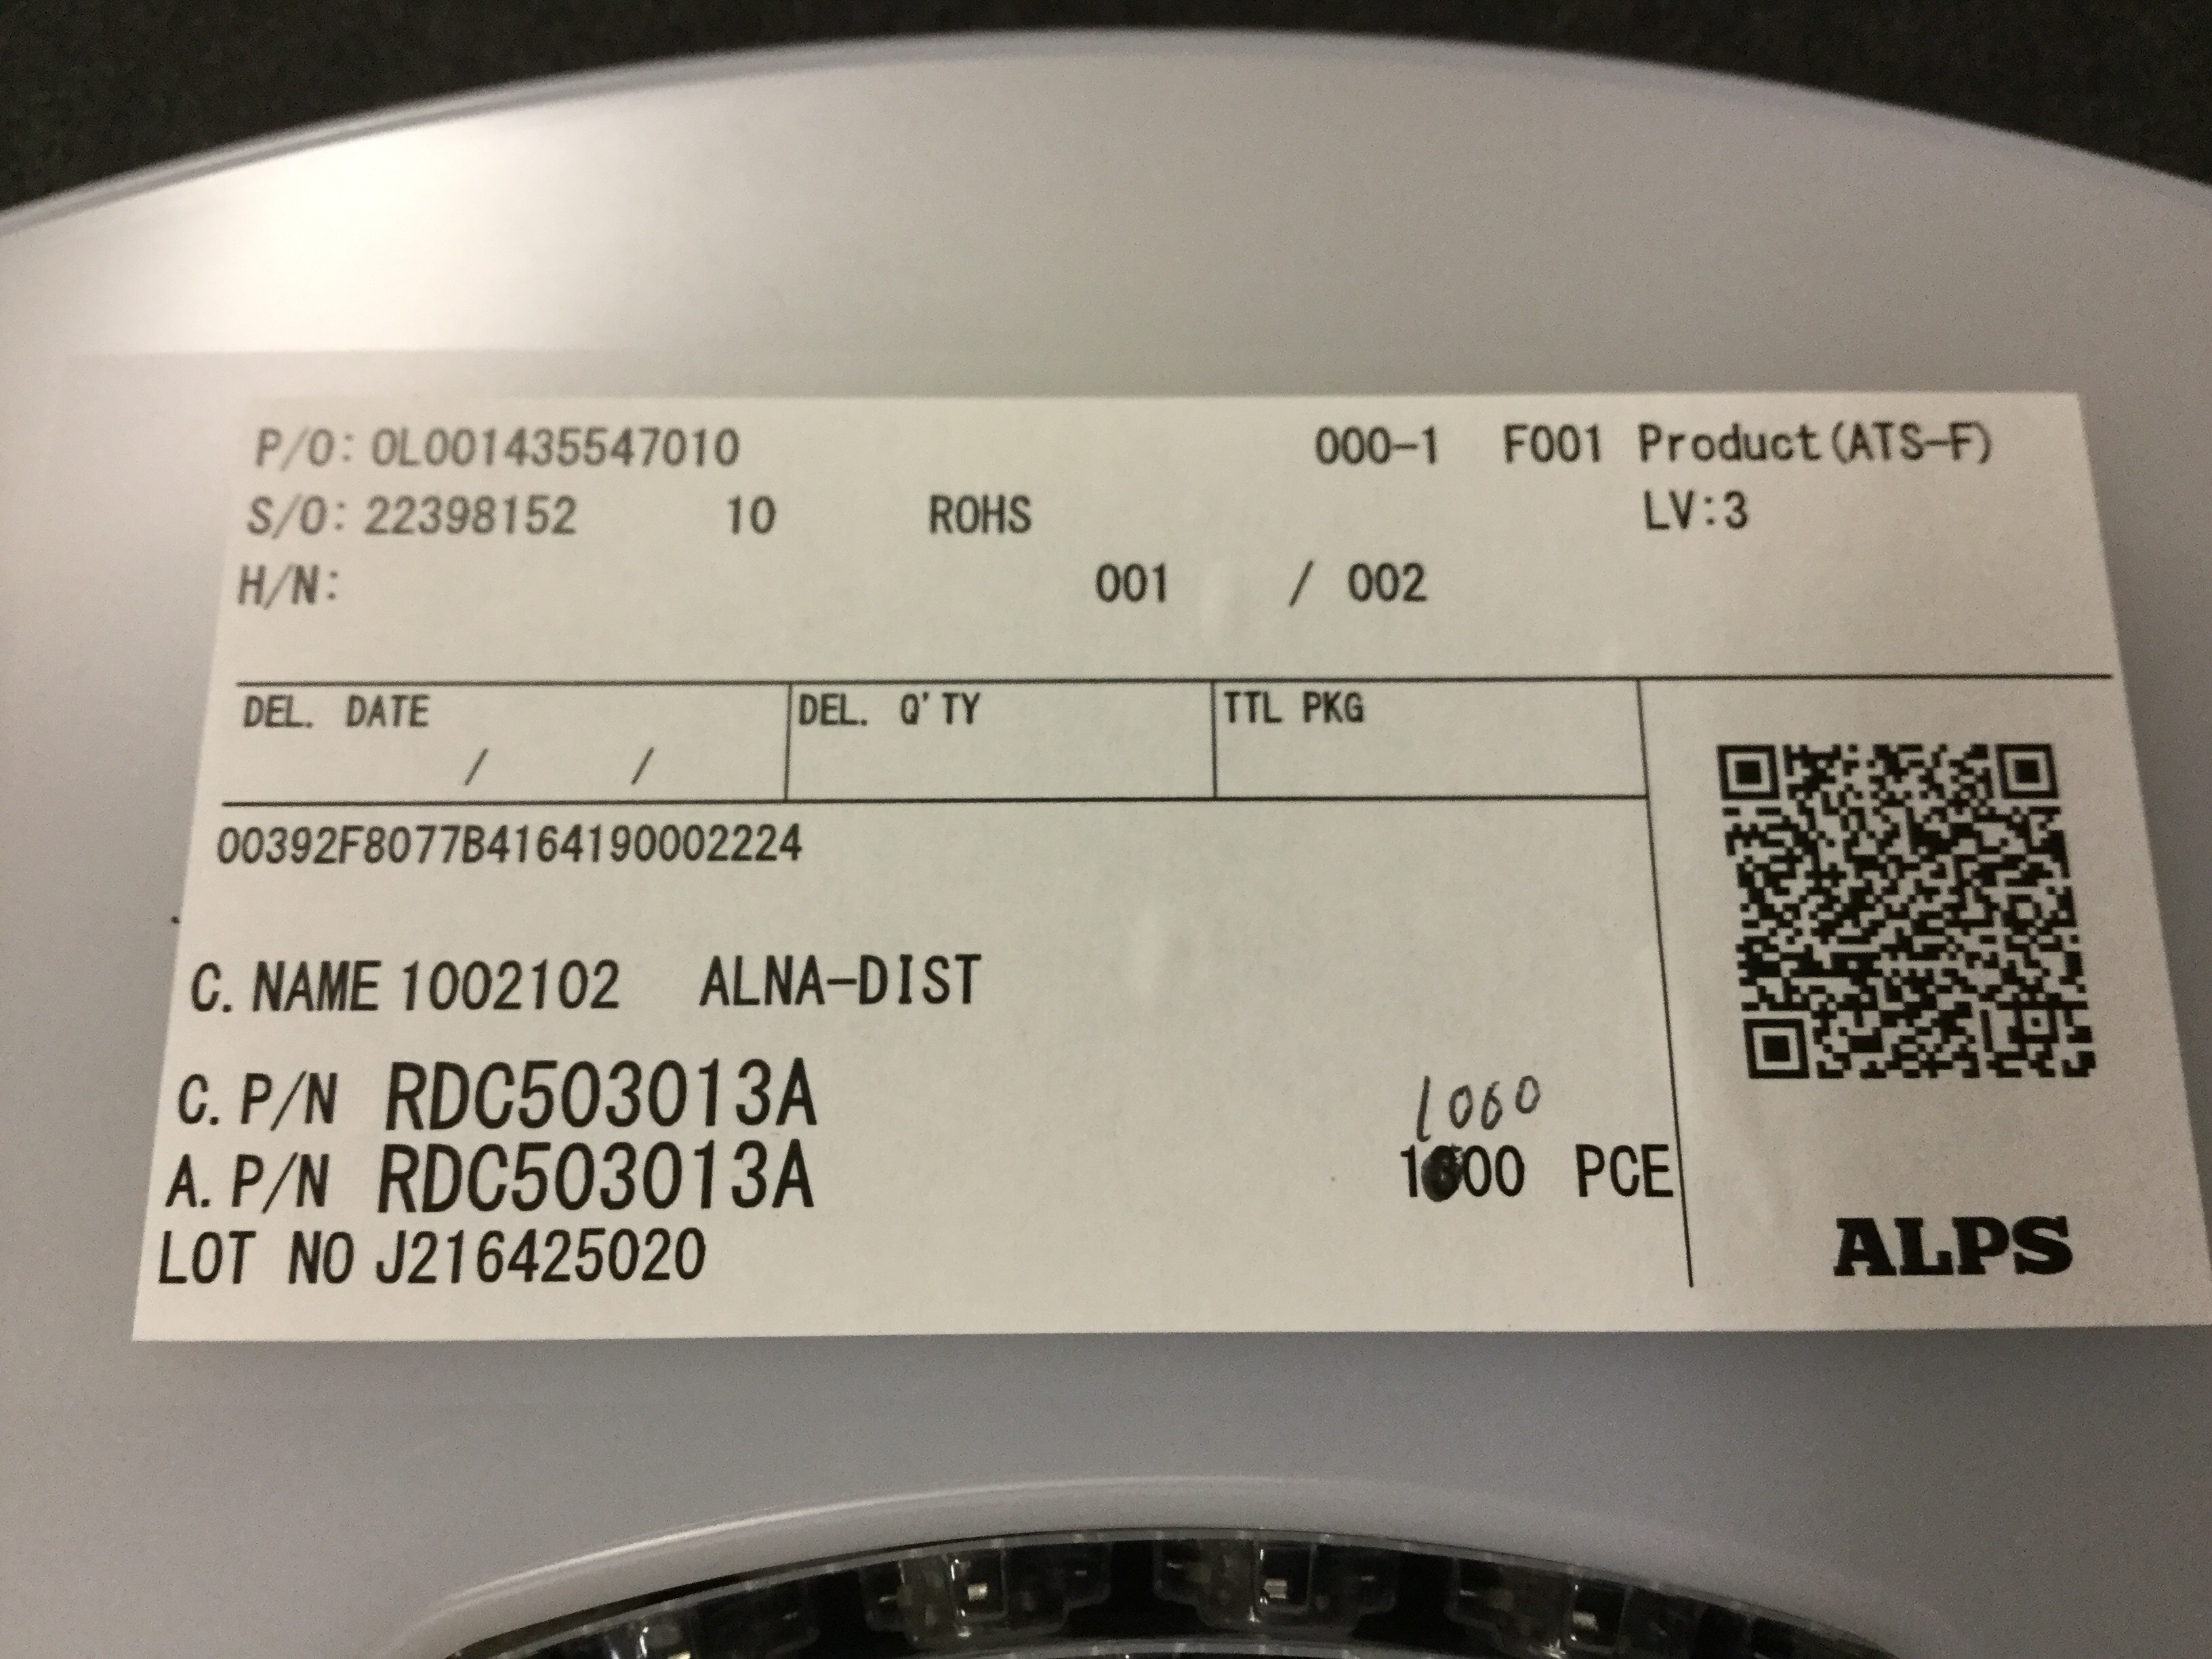 P/O: 0L001435547010 000-1 F001 Product(ATS-F)
S/O: 22398152 10 ROHS LV:3
H/N: 001 / 002
DEL. DATE DEL. Q'TY TTL PKG
/ /
00392F8077B4164190002224
C. NAME 1002102 ALNA-DIST
C. P/N RDC503013A
1060
A. P/N RDC503013A PCE
LOT NO J216425020
ALPS